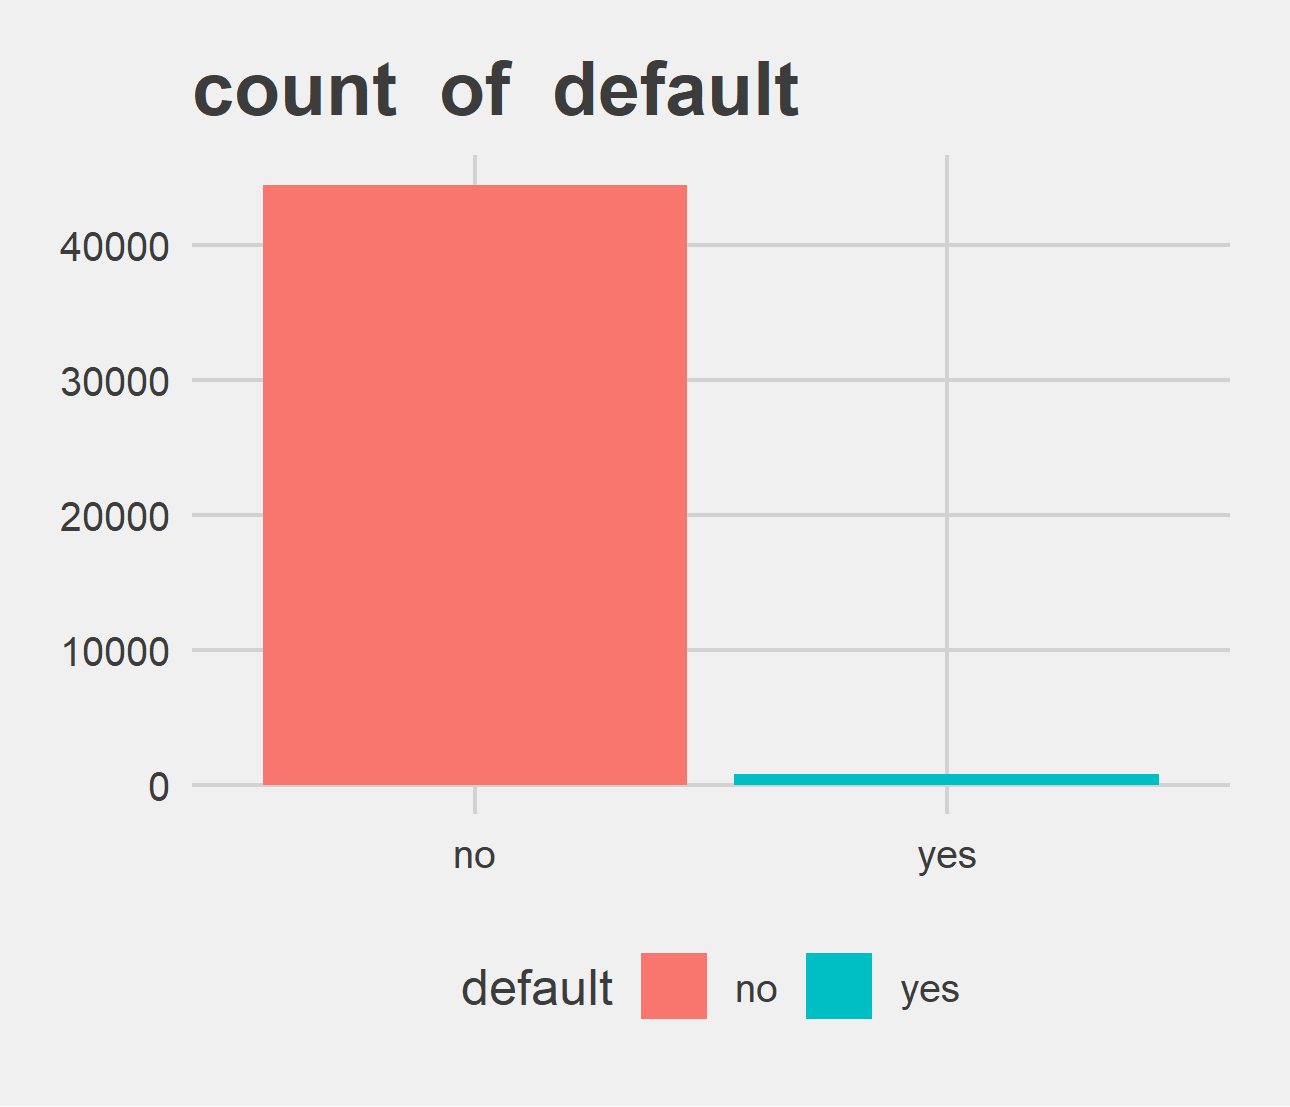 count of default
40000
30000
20000
10000
0
no yes
default no yes